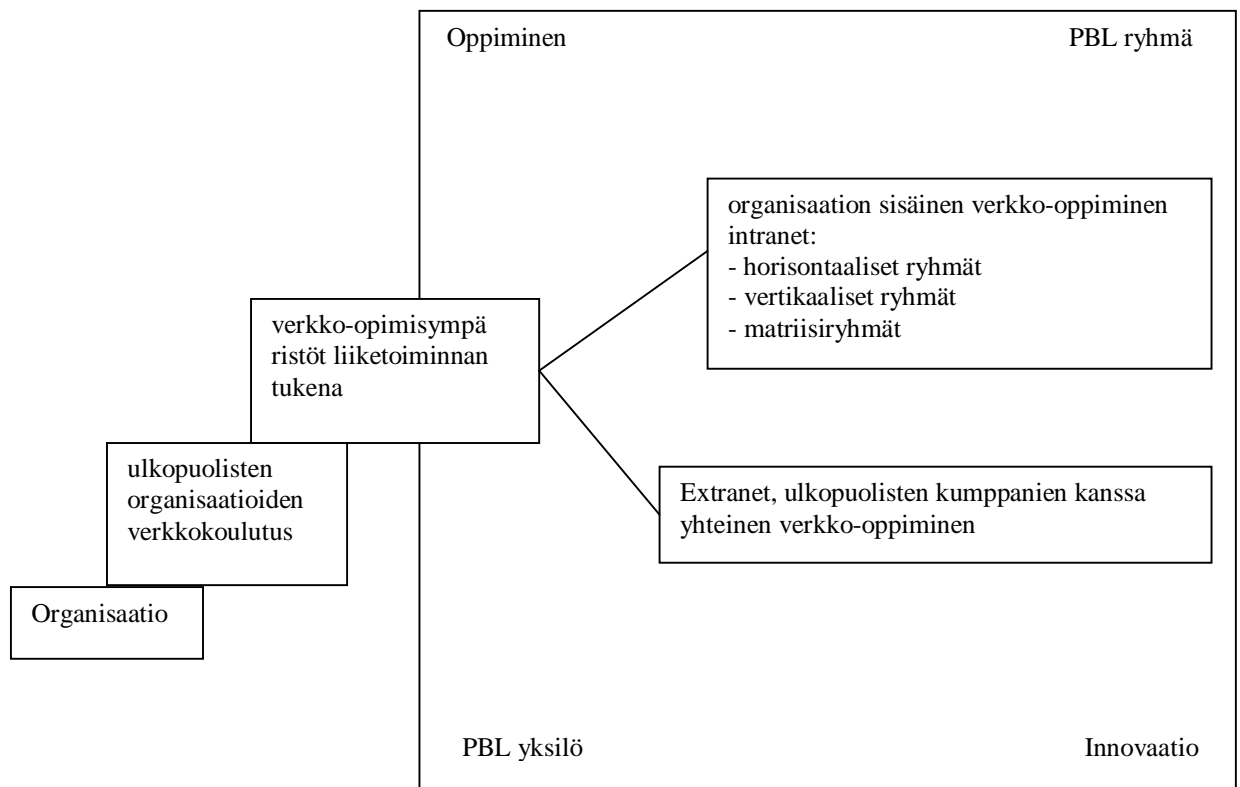 Oppiminen
PBL ryhmä
organisaation sisäinen verkko-oppiminen
intranet:
- horisontaaliset ryhmät
- vertikaaliset ryhmät
- matriisiryhmät
verkko-opimisympä
ristöt liiketoiminnan
tukena
ulkopuolisten
organisaatioiden
verkkokoulutus
Extranet, ulkopuolisten kumppanien kanssa
yhteinen verkko-oppiminen
Organisaatio
PBL yksilö
Innovaatio